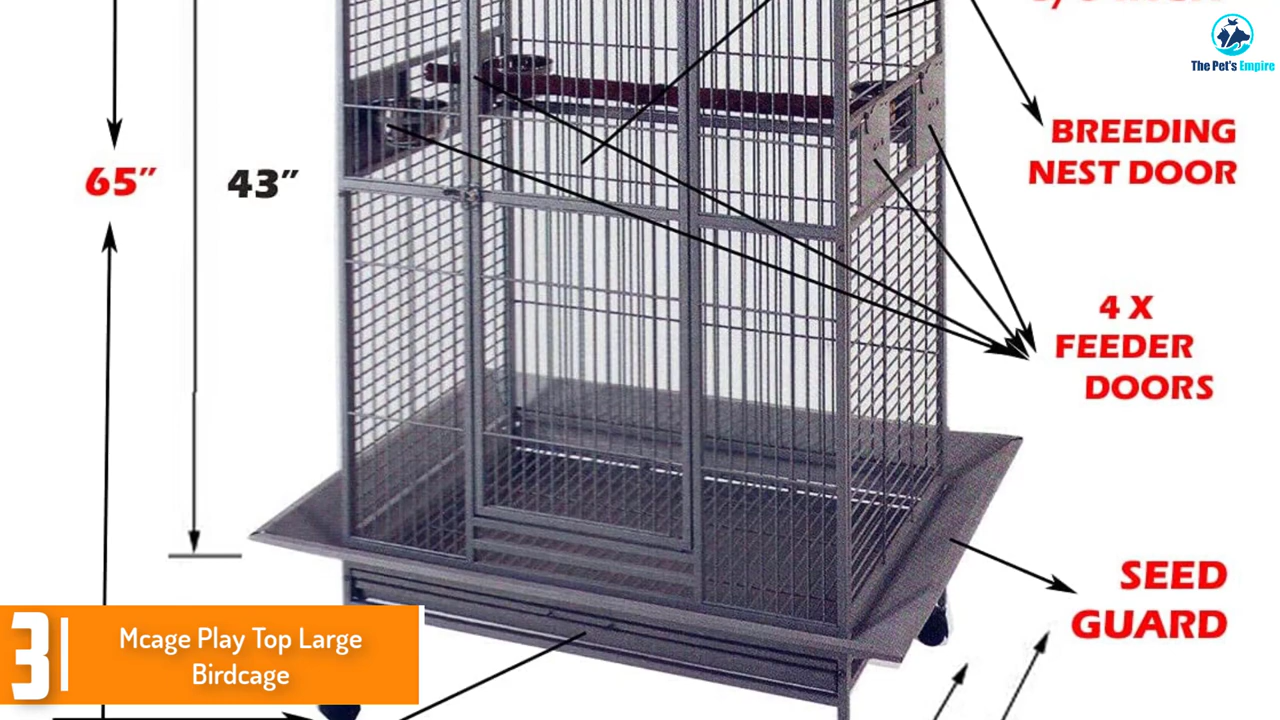 The Pet's Empire
BREEDING
NEST DOOR
65”
43”
4 X
FEEDER
DOORS
SEED
GUARD
3
Mcage Play Top Large
Birdcage